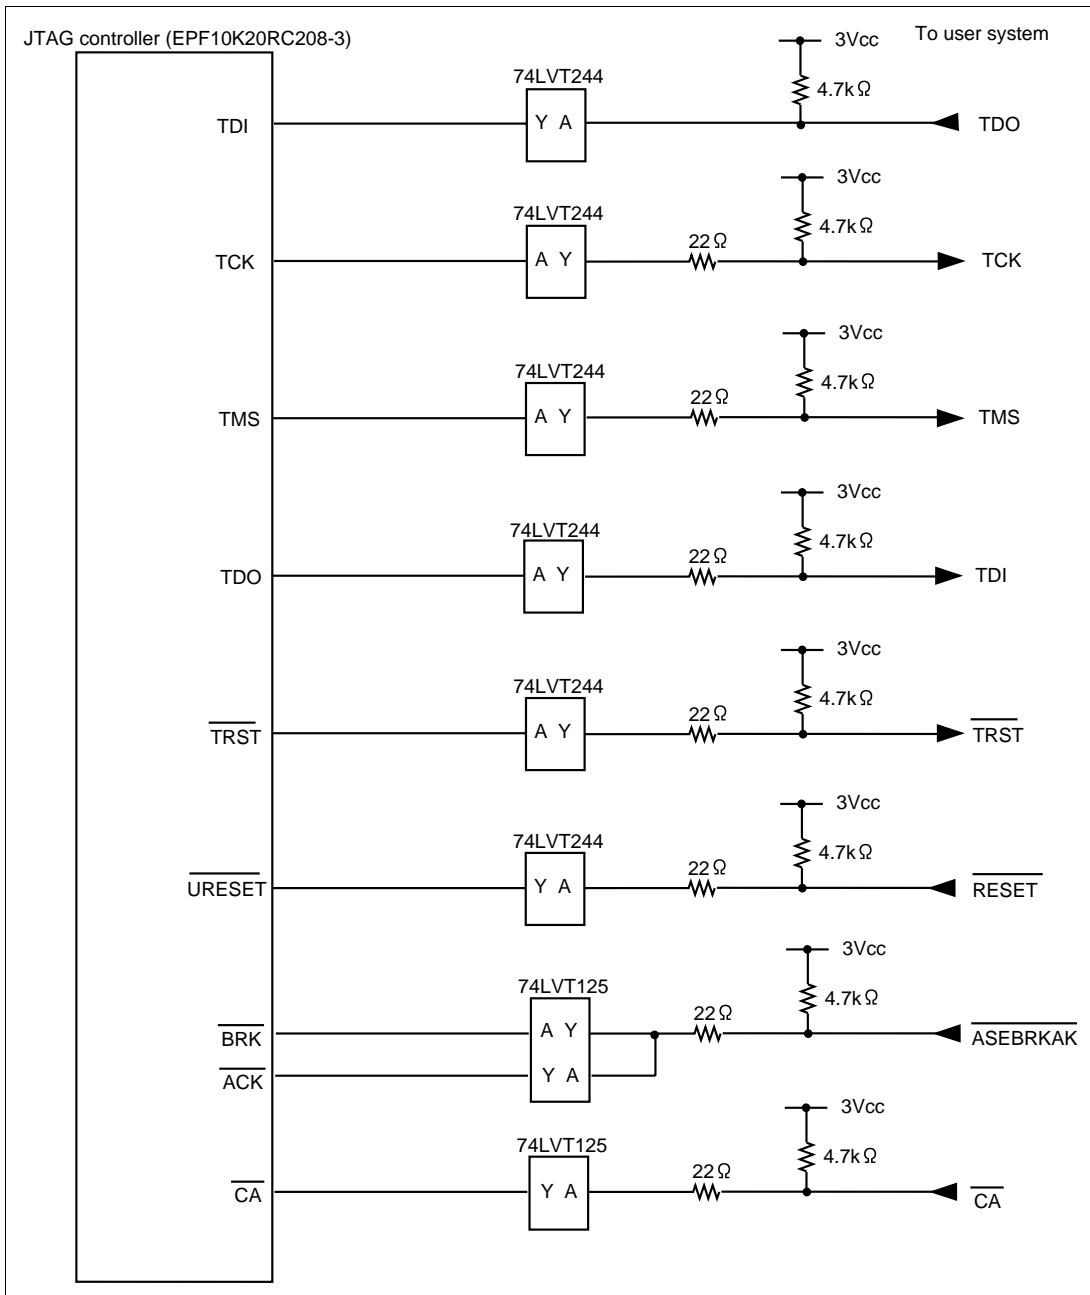 JTAG controller (EPF10K20RC208-3)
To user system
3Vcc
74LVT244
4.7kΩ
TDI
Y A
TDO
3Vcc
74LVT244
4.7kΩ
22Ω
TCK
A Y
TCK
3Vcc
74LVT244
4.7kΩ
22Ω
TMS
A Y
TMS
3Vcc
74LVT244
4.7kΩ
22Ω
TDO
A Y
TDI
3Vcc
74LVT244
4.7kΩ
22Ω
TRST
A Y
TRST
3Vcc
74LVT244
4.7kΩ
22Ω
URESET
Y A
RESET
3Vcc
74LVT125
4.7kΩ
22Ω
BRK
A Y
ASEBRKAK
ACK
Y A
3Vcc
74LVT125
4.7kΩ
22Ω
CA
Y A
CA